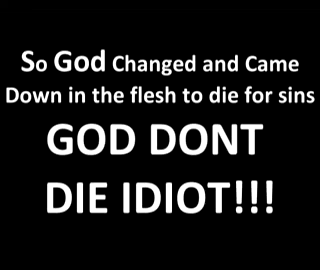 So God Changed and Came
Down in the flesh to die for sins
GOD DONT
DIE IDIOT!!!